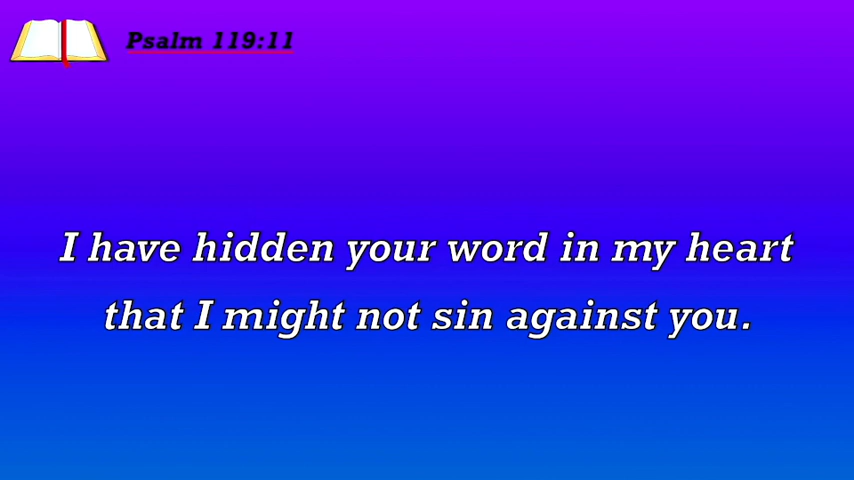 Psalm 119:11
I have hidden your word in my heart
that I might not sin against you.